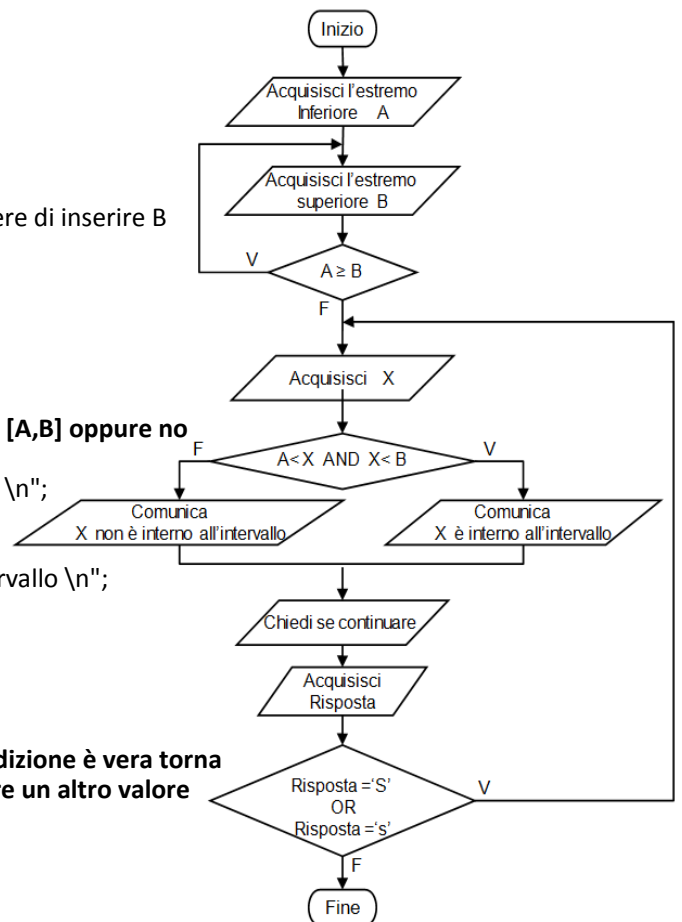 Inizio
Acquisisci l'estremo
Inferiore A
Acquisisci l'estremo
superiore B
ere di inserire B
V
A ≥ B
F
Acquisisci X
[A,B] oppure no
F
A< X AND X< B
V
\n";
Comunica
X non è interno all'intervallo
Comunica
X è interno all'intervallo
rvallo \n";
Chiedi se continuare
Acquisisci
Risposta
dizione è vera torna
re un altro valore
Risposta =‘S’
OR
Risposta =‘s’
V
F
Fine